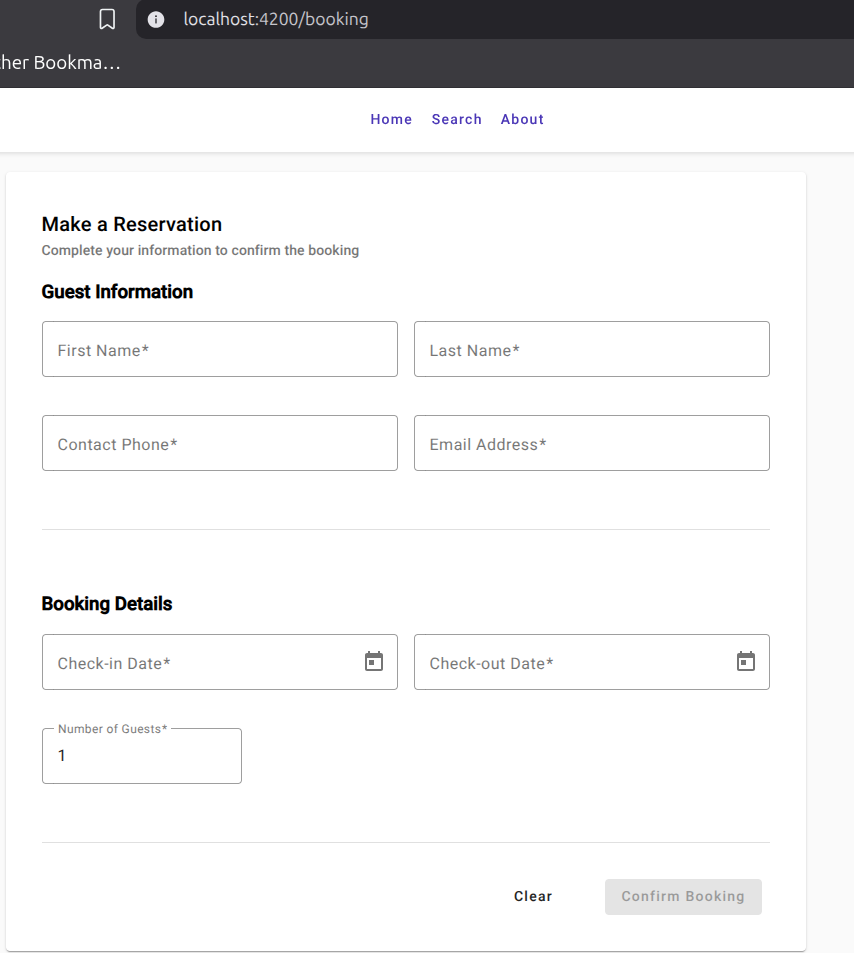 localhost:4200/booking
ther Bookma...
Home Search About
Make a Reservation
Complete your information to confirm the booking
Guest Information
First Name* Last Name*
Contact Phone* Email Address*
Booking Details
Check-in Date* Check-out Date*
Number of Guests*
1
Clear Confirm Booking